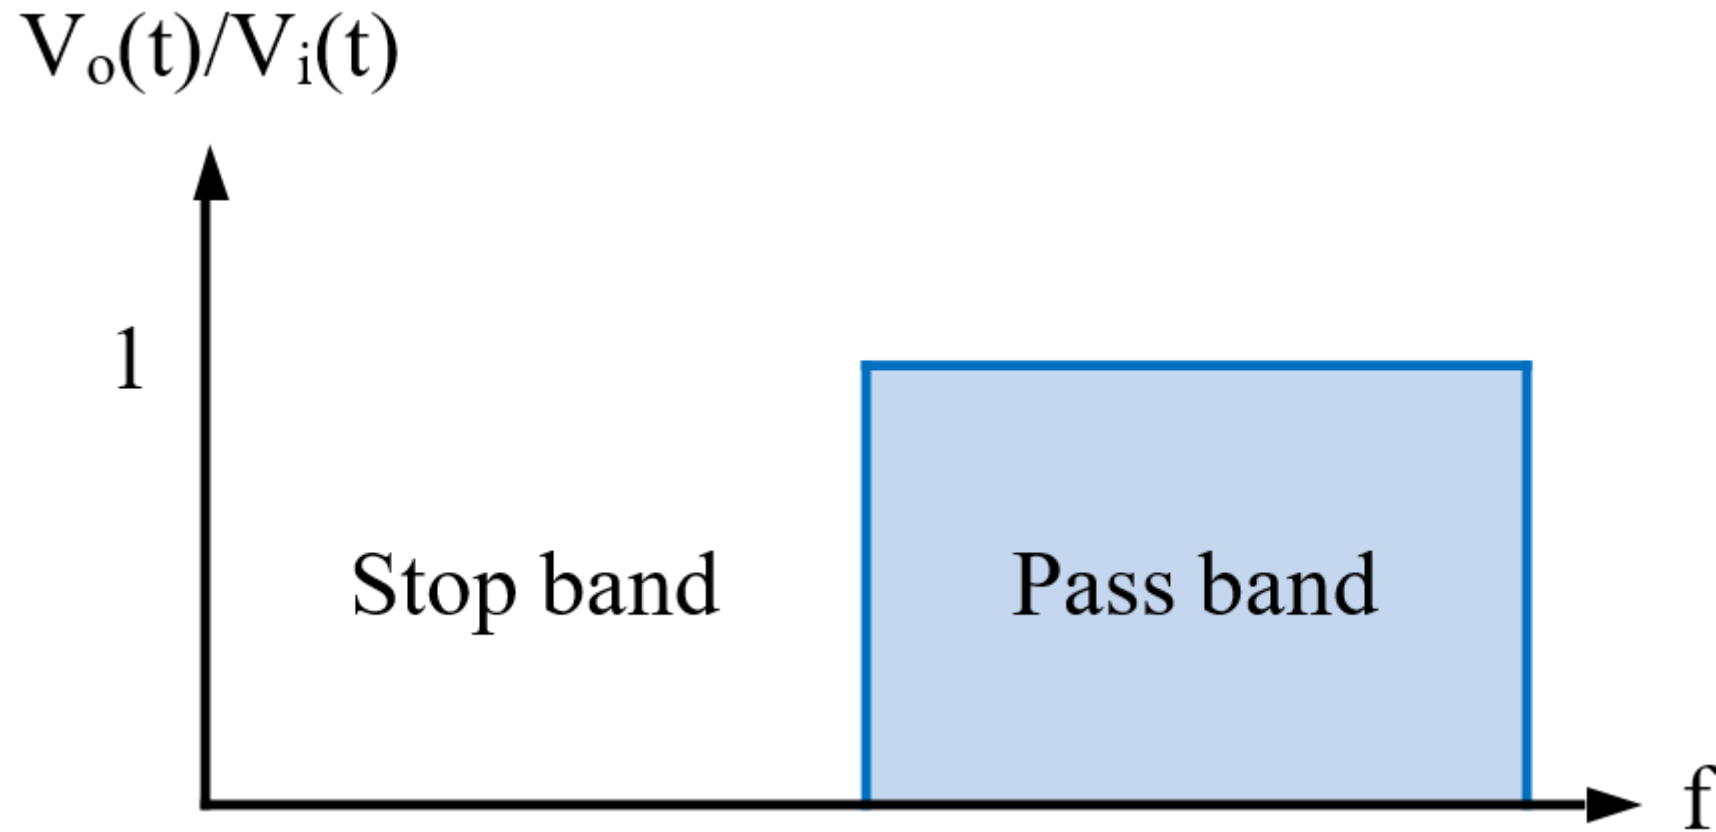 Vₒ(t)/Vᵢ(t)
1
Stop band
Pass band
f